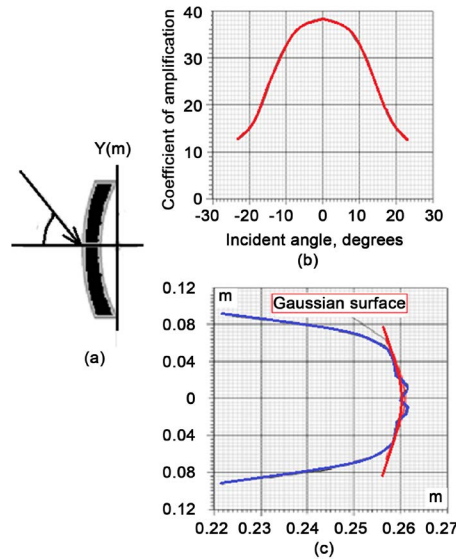 Y(m)
(a)
Coefficient of amplification
40
30
20
10
0
-30 -20 -10 0 10 20 30
Incident angle, degrees
(b)
0.12
m
Gaussian surface
0.08
0.04
0
0.04
0.08
m
0.12
0.22 0.23 0.24 0.25 0.26 0.27
(c)